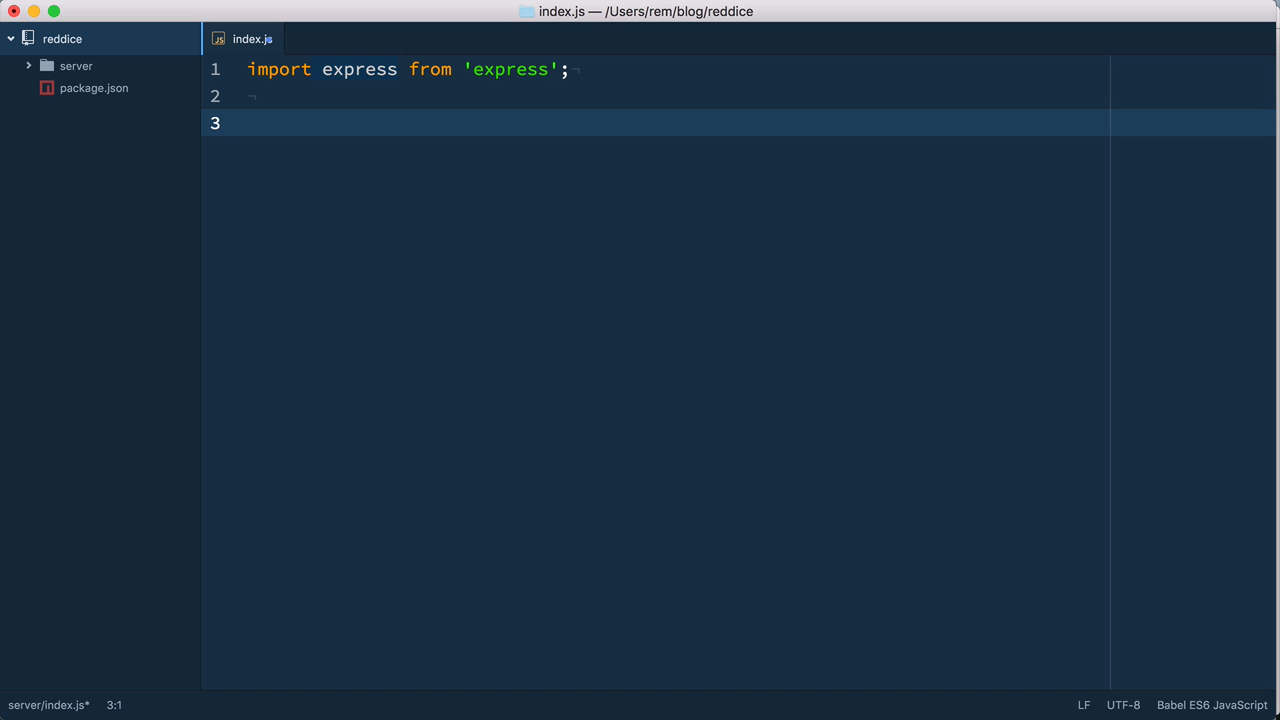 index.js — /Users/rem/blog/reddice
reddice
index.js
server
package.json
1 import express from 'express';¬
2 ¬
3
server/index.js* 3:1 LF UTF-8 Babel ES6 JavaScript